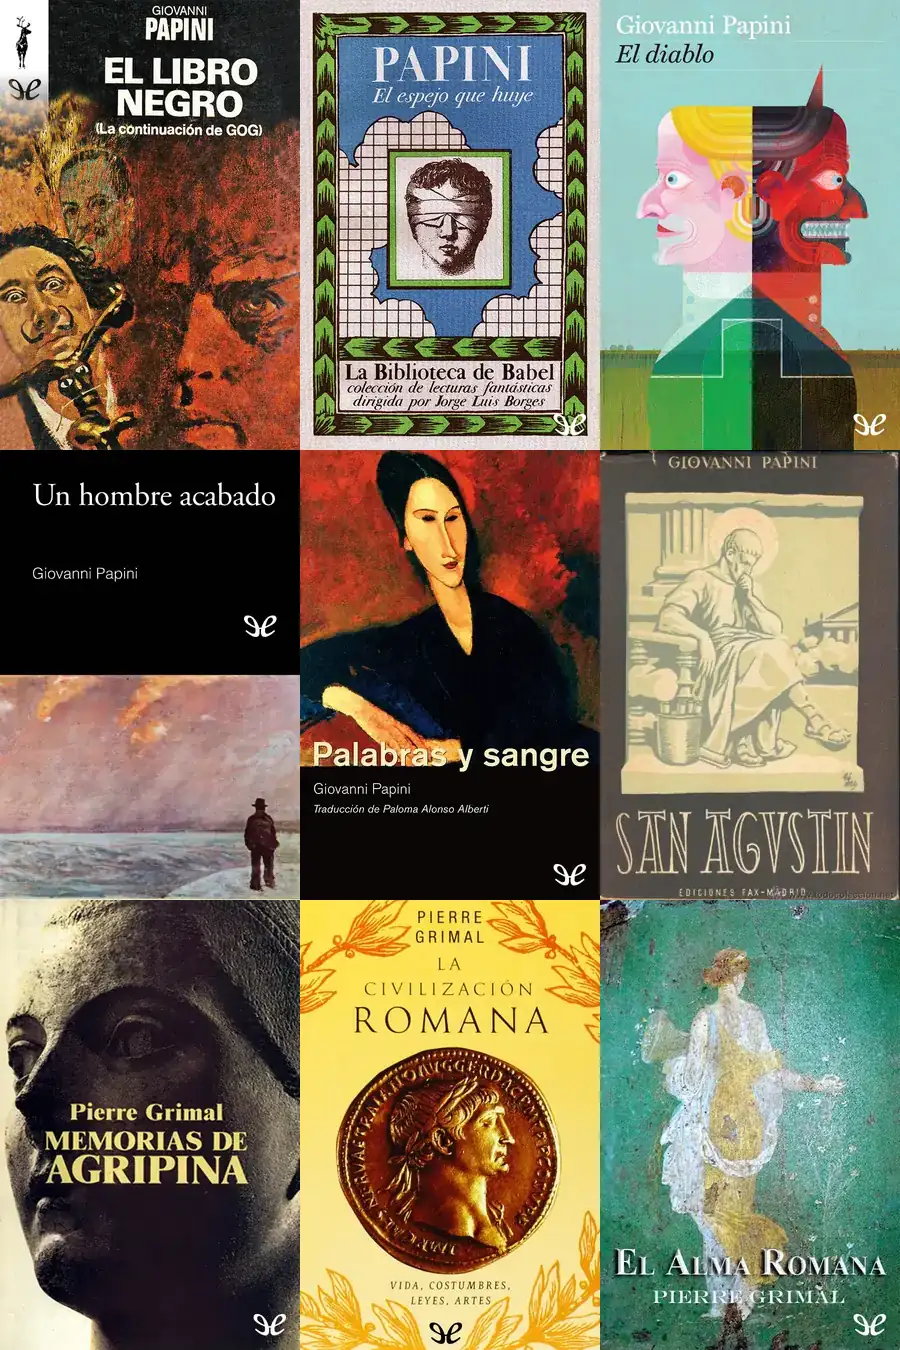 GIOVANNI
PAPINI
EL LIBRO
NEGRO
(La continuación de GOG)
PAPINI
El espejo que huye
La Biblioteca de Babel
colección de lecturas fantásticas
dirigida por Jorge Luis Borges
Giovanni Papini
El diablo
Un hombre acabado
Giovanni Papini
Palabras y sangre
Giovanni Papini
Traducción de Paloma Alonso Alberti
GIOVANNI PAPINI
SAN AGVSTIN
EDICIONES FAX-MADRID
Pierre Grimal
MEMORIAS DE
AGRIPINA
PIERRE
GRIMAL
LA
CIVILIZACIÓN
ROMANA
VIDA, COSTUMBRES,
LEYES, ARTES
EL ALMA ROMANA
PIERRE GRIMAL